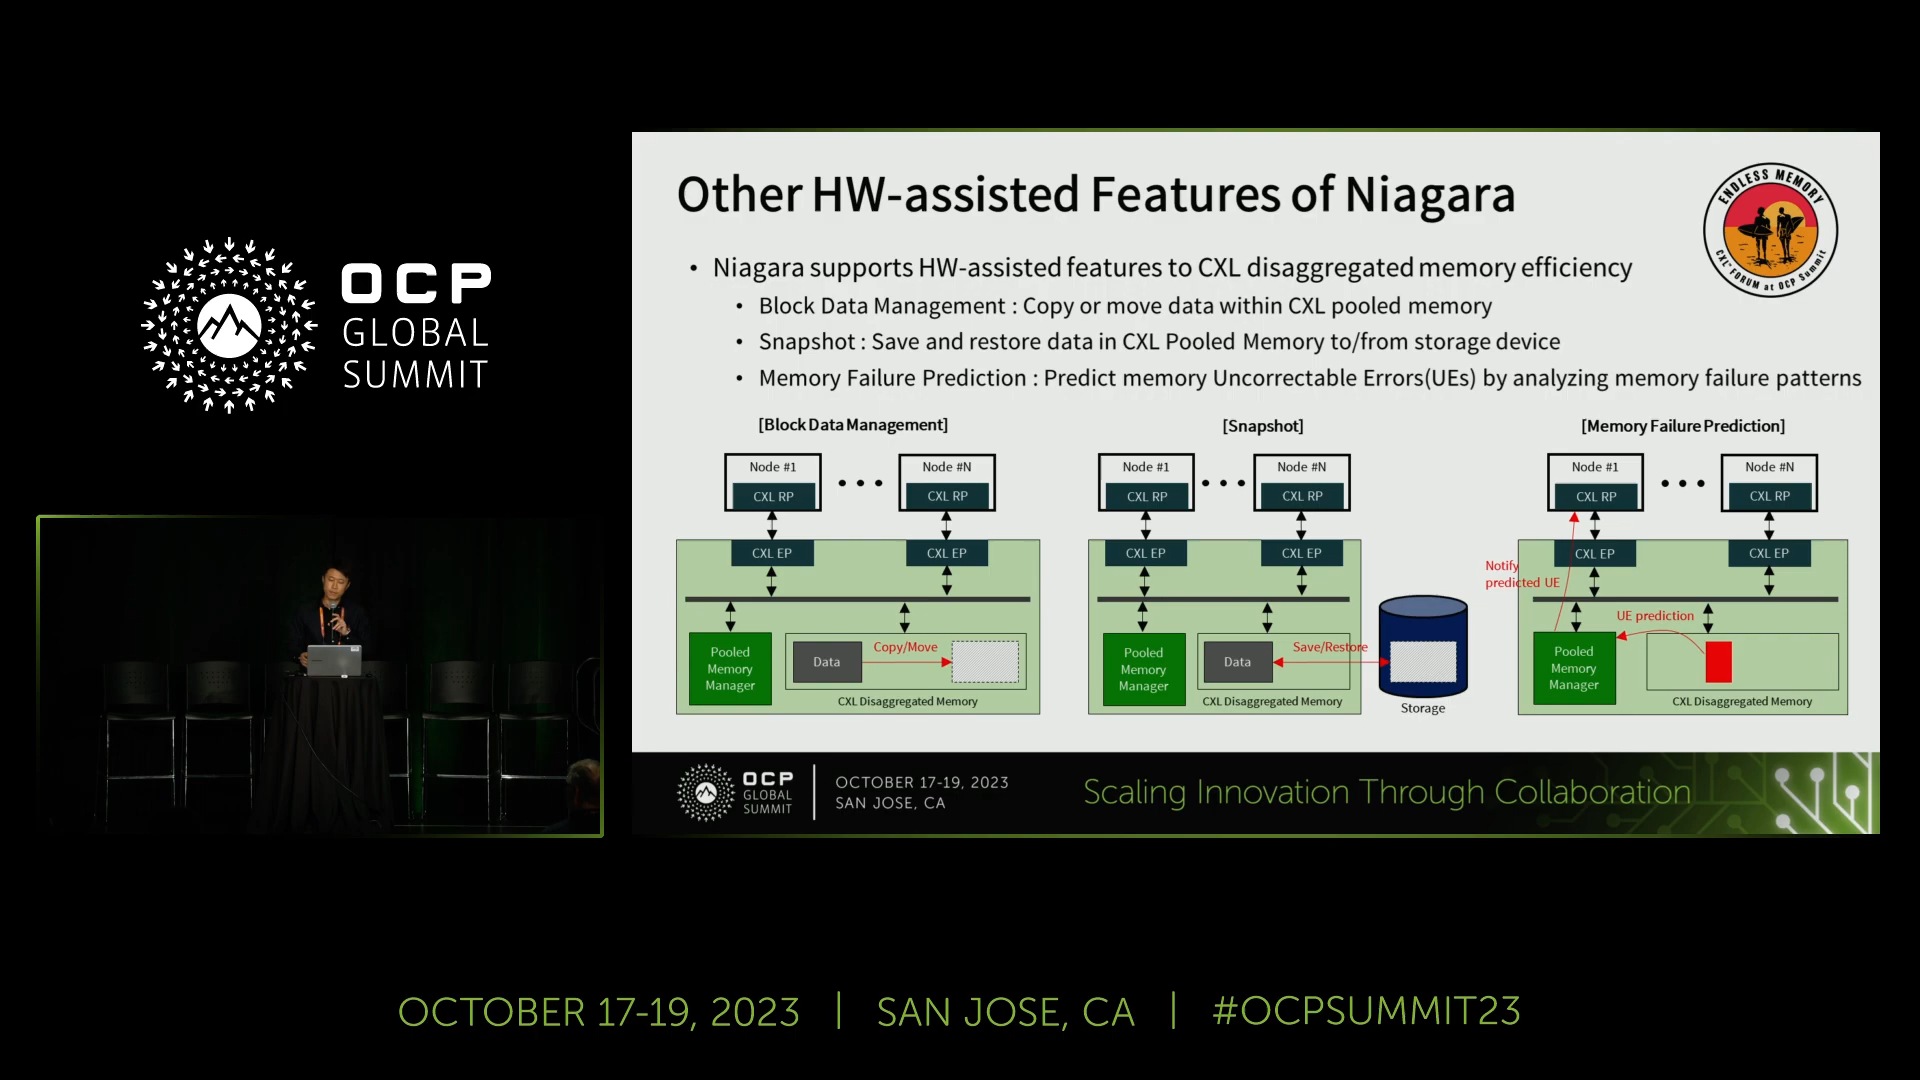 OCP
GLOBAL
SUMMIT
Other HW-assisted Features of Niagara
ENDLESS MEMORY
CXL™ FORUM at OCP Summit
• Niagara supports HW-assisted features to CXL disaggregated memory efficiency
• Block Data Management : Copy or move data within CXL pooled memory
• Snapshot : Save and restore data in CXL Pooled Memory to/from storage device
• Memory Failure Prediction : Predict memory Uncorrectable Errors(UEs) by analyzing memory failure patterns
[Block Data Management]
Node #1
CXL RP
Node #N
CXL RP
CXL EP
CXL EP
Pooled
Memory
Manager
Data
Copy/Move
CXL Disaggregated Memory
[Snapshot]
Node #1
CXL RP
Node #N
CXL RP
CXL EP
CXL EP
Pooled
Memory
Manager
Data
Save/Restore
CXL Disaggregated Memory
Storage
[Memory Failure Prediction]
Node #1
CXL RP
Node #N
CXL RP
CXL EP
CXL EP
Notify
predicted UE
UE prediction
Pooled
Memory
Manager
CXL Disaggregated Memory
OCP
GLOBAL
SUMMIT
OCTOBER 17-19, 2023
SAN JOSE, CA
Scaling Innovation Through Collaboration
OCTOBER 17-19, 2023 | SAN JOSE, CA | #OCPSUMMIT23